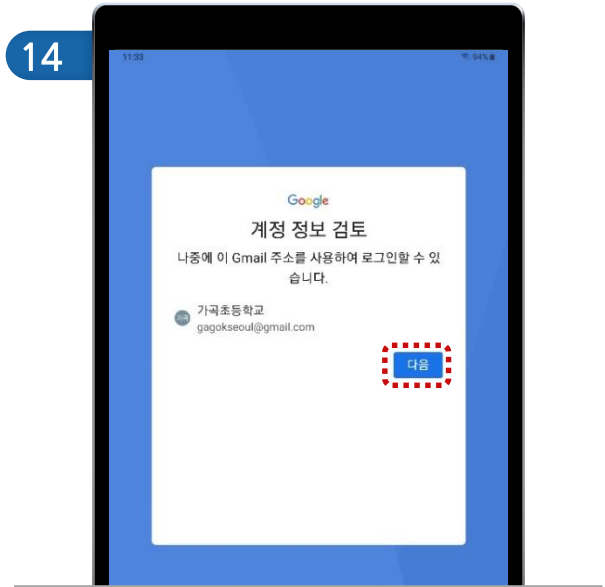 14
11:33 94%
Google
계정 정보 검토
나중에 이 Gmail 주소를 사용하여 로그인할 수 있
습니다.
가곡
가곡초등학교
gagokseoul@gmail.com
다음